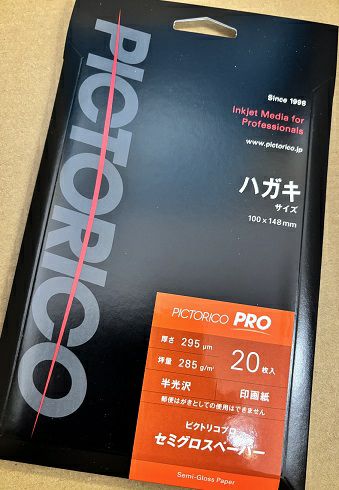 PICTORICO
Since 1996
Inkjet Media for
Professionals
www.pictorico.jp
ハガキ
サイズ
100 x 148 mm
PICTORICO PRO
厚さ 295 μm
坪量 285 g/m²
20枚入
半光沢 印画紙
郵便はがきとしての使用はできません
ピクトリコプロ
セミグロスペーパー
Semi-Gloss Paper